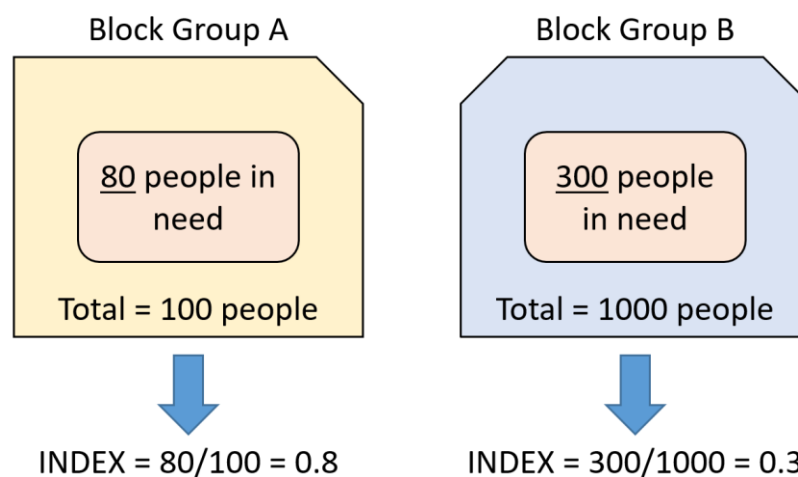 Block Group A
80 people in
need
Total = 100 people
INDEX = 80/100 = 0.8
Block Group B
300 people
in need
Total = 1000 people
INDEX = 300/1000 = 0.3